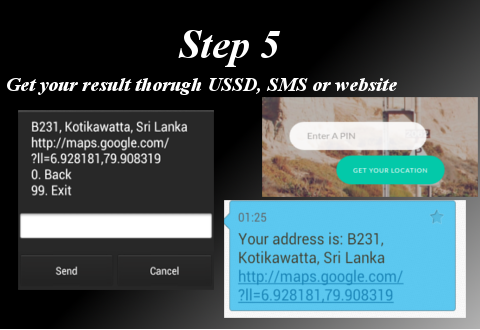 Step 5
Get your result thorugh USSD, SMS or website
B231, Kotikawatta, Sri Lanka
http://maps.google.com/
?ll=6.928181,79.908319
0. Back
99. Exit
Send
Cancel
Enter A PIN
GET YOUR LOCATION
01:25
Your address is: B231,
Kotikawatta, Sri Lanka
http://maps.google.com/
?ll=6.928181,79.908319